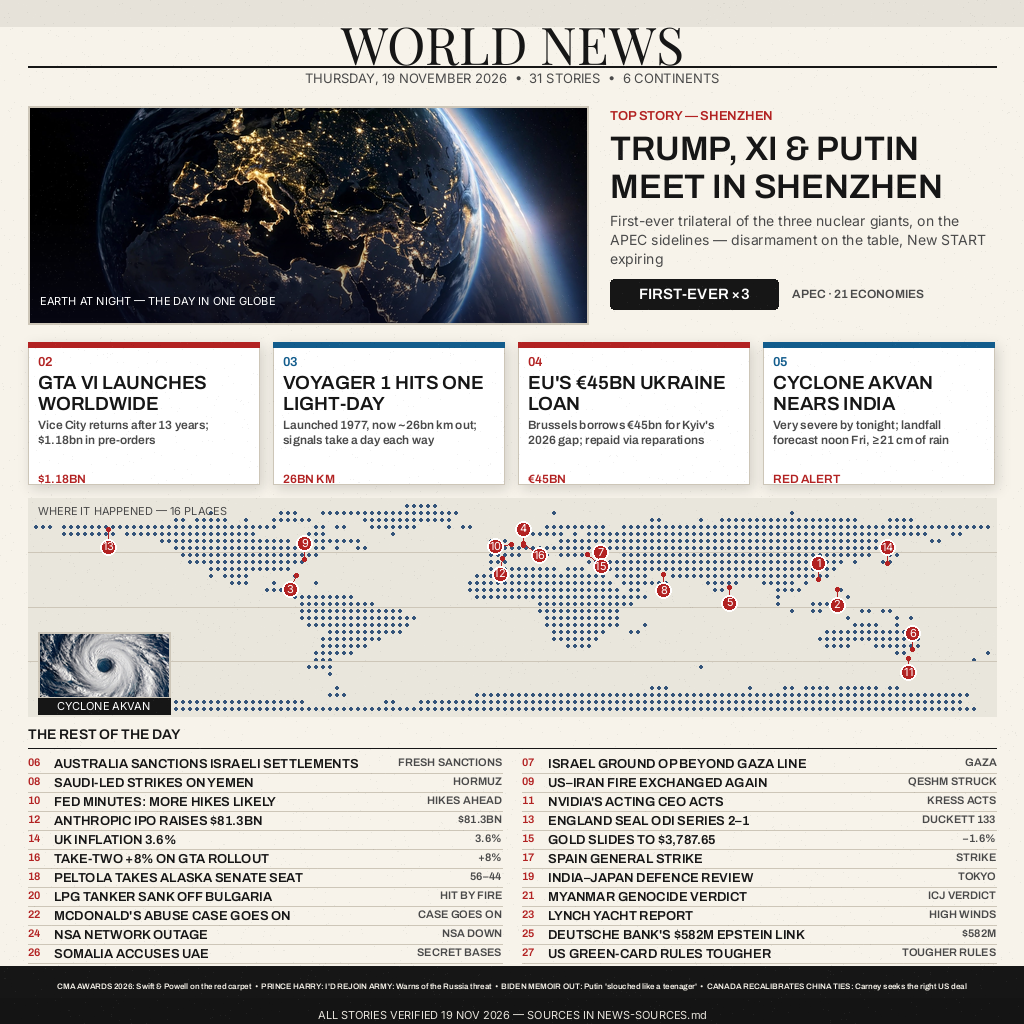 WORLD NEWS
THURSDAY, 19 NOVEMBER 2026 • 31 STORIES • 6 CONTINENTS
EARTH AT NIGHT — THE DAY IN ONE GLOBE
TOP STORY — SHENZHEN
TRUMP, XI & PUTIN
MEET IN SHENZHEN
First-ever trilateral of the three nuclear giants, on the
APEC sidelines — disarmament on the table, New START
expiring
FIRST-EVER ×3
APEC · 21 ECONOMIES
02
GTA VI LAUNCHES
WORLDWIDE
Vice City returns after 13 years;
$1.18bn in pre-orders
$1.18BN
03
VOYAGER 1 HITS ONE
LIGHT-DAY
Launched 1977, now ~26bn km out;
signals take a day each way
26BN KM
04
EU'S €45BN UKRAINE
LOAN
Brussels borrows €45bn for Kyiv's
2026 gap; repaid via reparations
€45BN
05
CYCLONE AKVAN
NEARS INDIA
Very severe by tonight; landfall
forecast noon Fri, ≥21 cm of rain
RED ALERT
WHERE IT HAPPENED — 16 PLACES
4
13
9
10
16
7
14
12
15
1
3
8
5
2
6
11
CYCLONE AKVAN
THE REST OF THE DAY
06 AUSTRALIA SANCTIONS ISRAELI SETTLEMENTS FRESH SANCTIONS
07 ISRAEL GROUND OP BEYOND GAZA LINE GAZA
08 SAUDI-LED STRIKES ON YEMEN HORMUZ
09 US–IRAN FIRE EXCHANGED AGAIN QESHM STRUCK
10 FED MINUTES: MORE HIKES LIKELY HIKES AHEAD
11 NVIDIA'S ACTING CEO ACTS KRESS ACTS
12 ANTHROPIC IPO RAISES $81.3BN $81.3BN
13 ENGLAND SEAL ODI SERIES 2–1 DUCKETT 133
14 UK INFLATION 3.6% 3.6%
15 GOLD SLIDES TO $3,787.65 −1.6%
16 TAKE-TWO +8% ON GTA ROLLOUT +8%
17 SPAIN GENERAL STRIKE STRIKE
18 PELTOLA TAKES ALASKA SENATE SEAT 56–44
19 INDIA–JAPAN DEFENCE REVIEW TOKYO
20 LPG TANKER SANK OFF BULGARIA HIT BY FIRE
21 MYANMAR GENOCIDE VERDICT ICJ VERDICT
22 MCDONALD'S ABUSE CASE GOES ON CASE GOES ON
23 LYNCH YACHT REPORT HIGH WINDS
24 NSA NETWORK OUTAGE NSA DOWN
25 DEUTSCHE BANK'S $582M EPSTEIN LINK $582M
26 SOMALIA ACCUSES UAE SECRET BASES
27 US GREEN-CARD RULES TOUGHER TOUGHER RULES
CMA AWARDS 2026: Swift & Powell on the red carpet • PRINCE HARRY: I'D REJOIN ARMY: Warns of the Russia threat • BIDEN MEMOIR OUT: Putin 'slouched like a teenager' • CANADA RECALIBRATES CHINA TIES: Carney seeks the right US deal
ALL STORIES VERIFIED 19 NOV 2026 — SOURCES IN NEWS-SOURCES.md